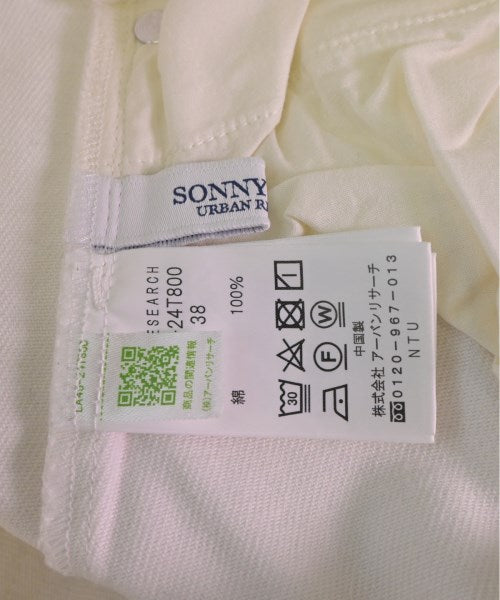 SONNY
URBAN R
ESEARCH
24T800
38
商品の関連情報
(株)アーバンリサーチ
綿 100%
30
F W
中国製
株式会社 アーバンリサーチ
0120-967-013
NTU